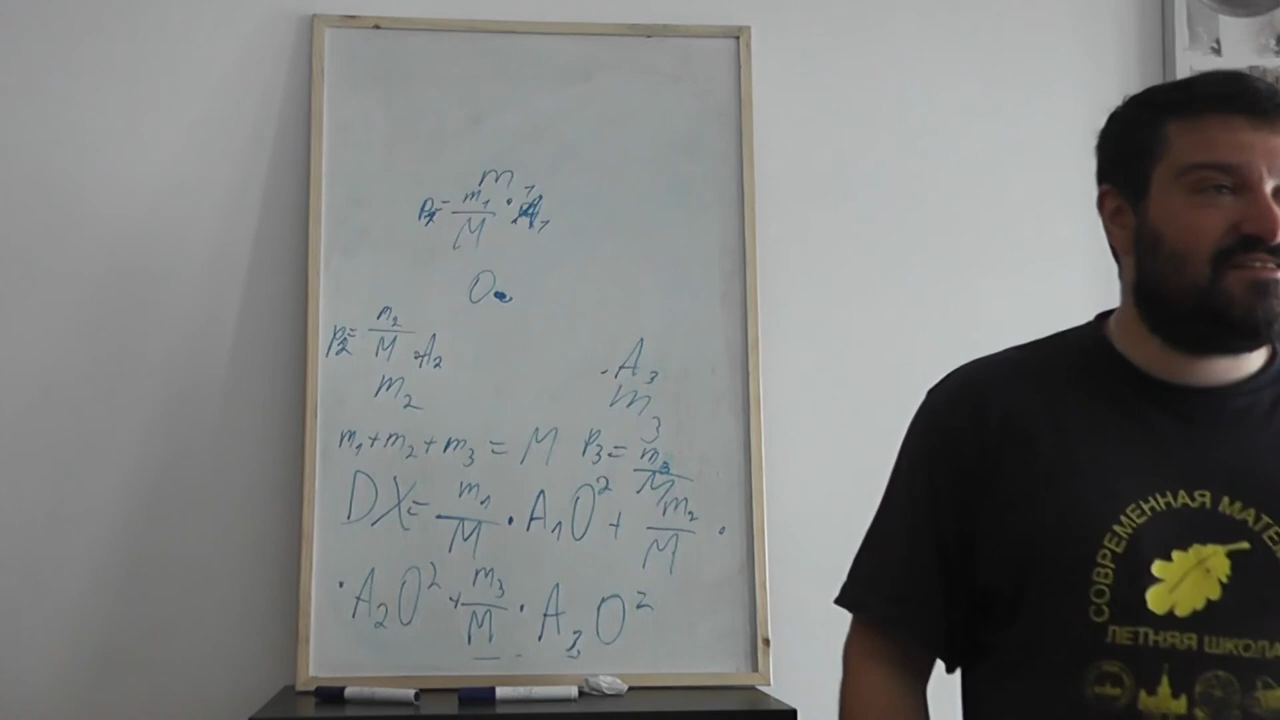 m
P₁= m₁/M · A₁
O
P₂= m₂/M A₂
m₂
A₃
m₃
m₁+m₂+m₃ = M P₃= m₃/M
DX= m₁/M · A₁O² + m₂/M ·
· A₂O² + m₃/M · A₃O²
СОВРЕМЕННАЯ МАТЕ
ЛЕТНЯЯ ШКОЛА